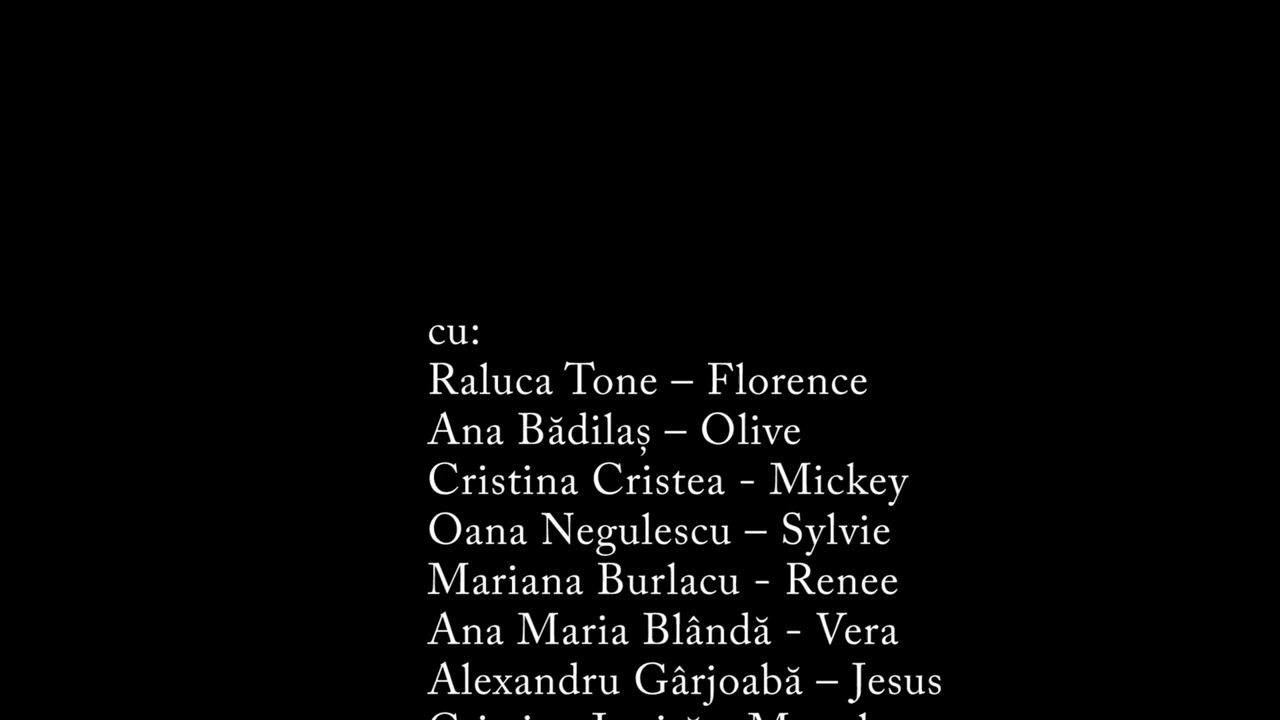 cu:
Raluca Tone – Florence
Ana Bădilaș – Olive
Cristina Cristea - Mickey
Oana Negulescu – Sylvie
Mariana Burlacu - Renee
Ana Maria Blândă - Vera
Alexandru Gârjoabă – Jesus